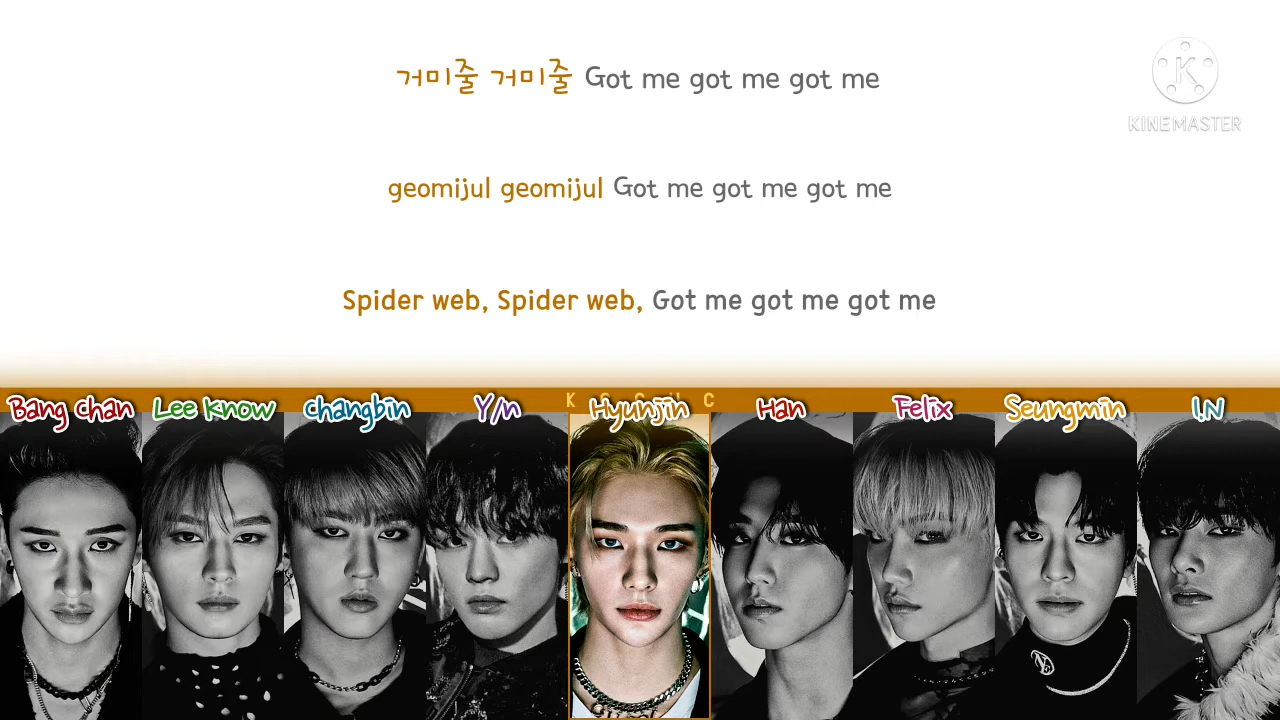 거미줄 거미줄 Got me got me got me
KINEMASTER
geomijul geomijul Got me got me got me
Spider web, Spider web, Got me got me got me
Bang chan
Lee Know
changbin
Y/n
Hyunjin
Han
Felix
Seungmin
I.N